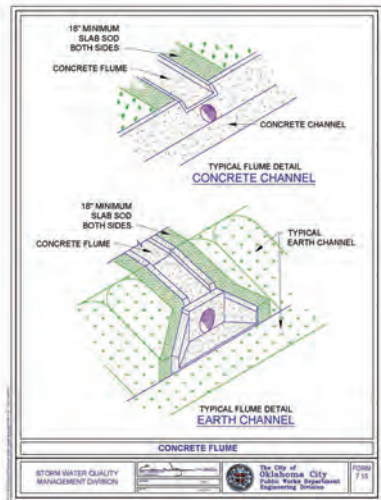 18" MINIMUM
SLAB SOD
BOTH SIDES
CONCRETE FLUME
CONCRETE CHANNEL
TYPICAL FLUME DETAIL
CONCRETE CHANNEL
18" MINIMUM
SLAB SOD
BOTH SIDES
CONCRETE FLUME
TYPICAL
EARTH CHANNEL
TYPICAL FLUME DETAIL
EARTH CHANNEL
CONCRETE FLUME
STORM WATER QUALITY
MANAGEMENT DIVISION
The City of
Oklahoma City
Public Works Department
Engineering Division
FORM